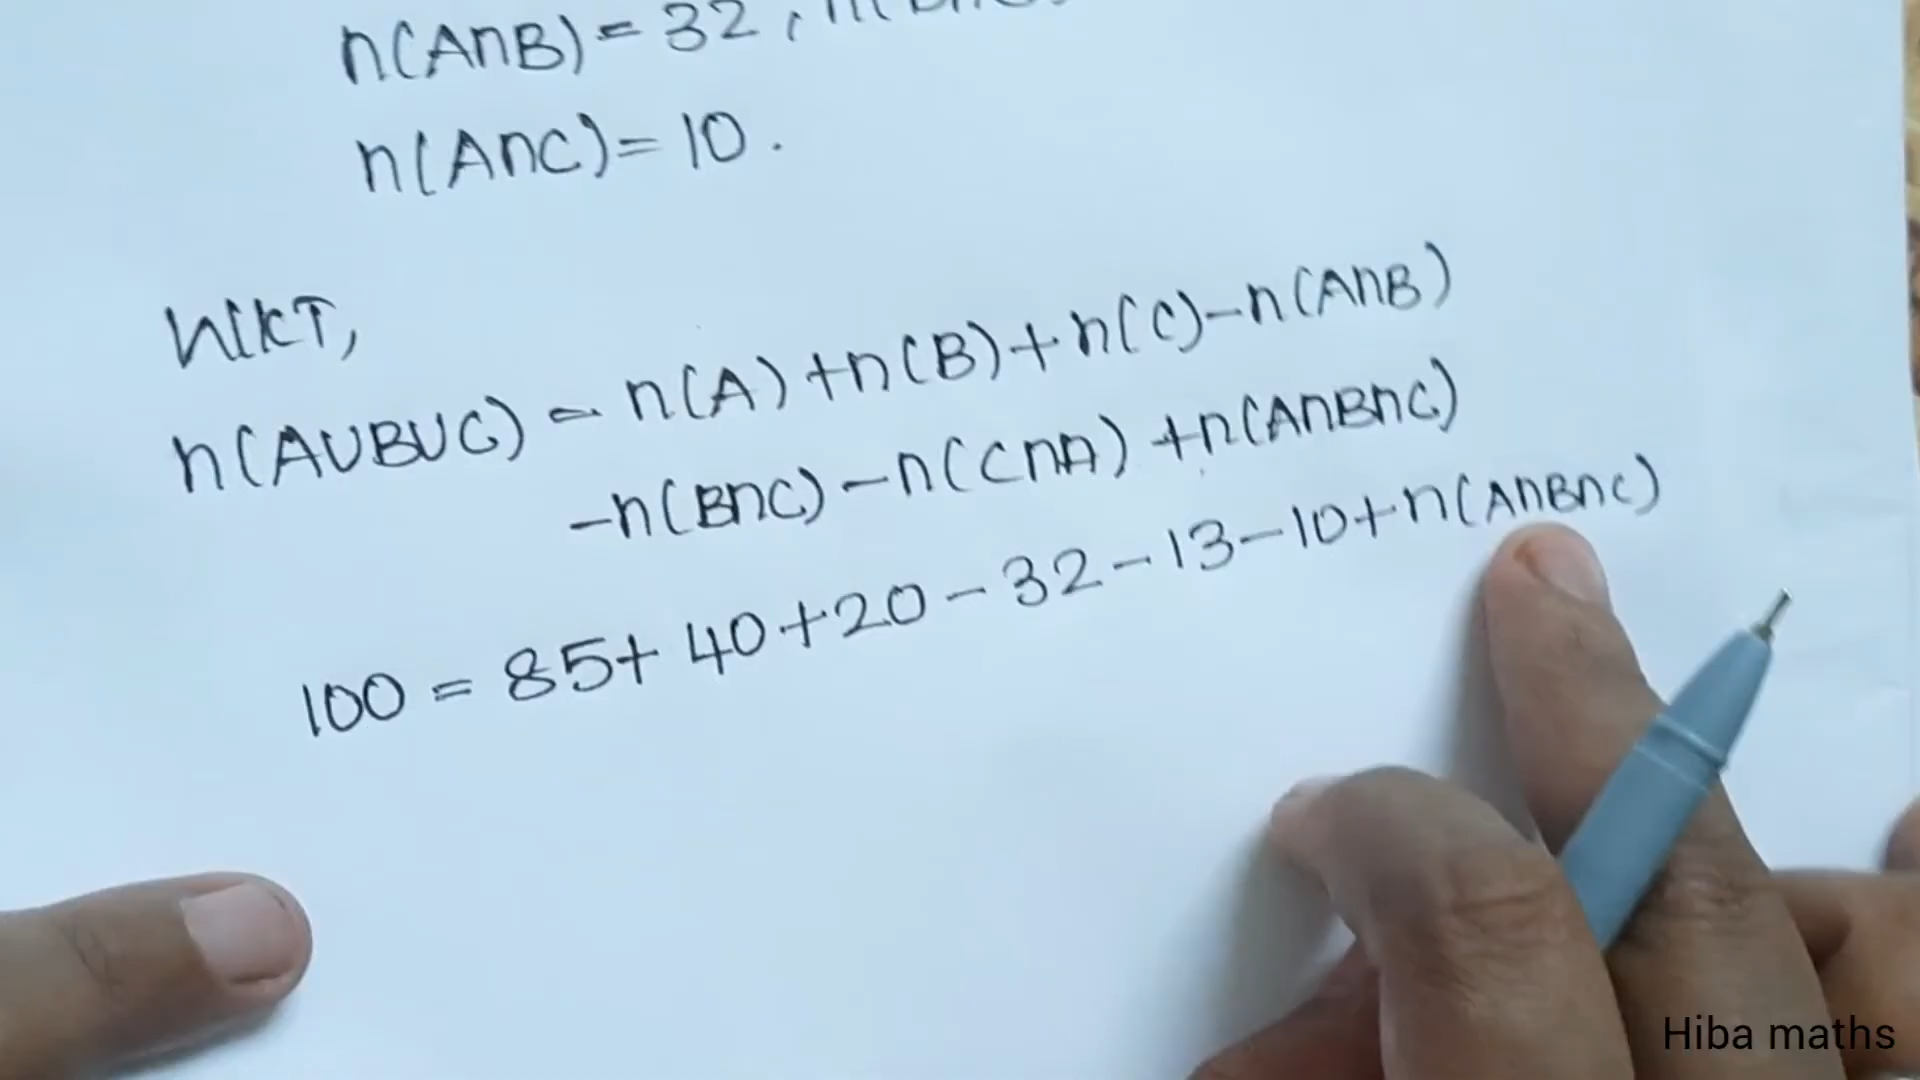 n(A∩B) = 32,
n(A∩C) = 10.
WKT,
n(A∪B∪C) = n(A) + n(B) + n(C) - n(A∩B)
-n(B∩C) - n(C∩A) + n(A∩B∩C)
100 = 85 + 40 + 20 - 32 - 13 - 10 + n(A∩B∩C)
Hiba maths